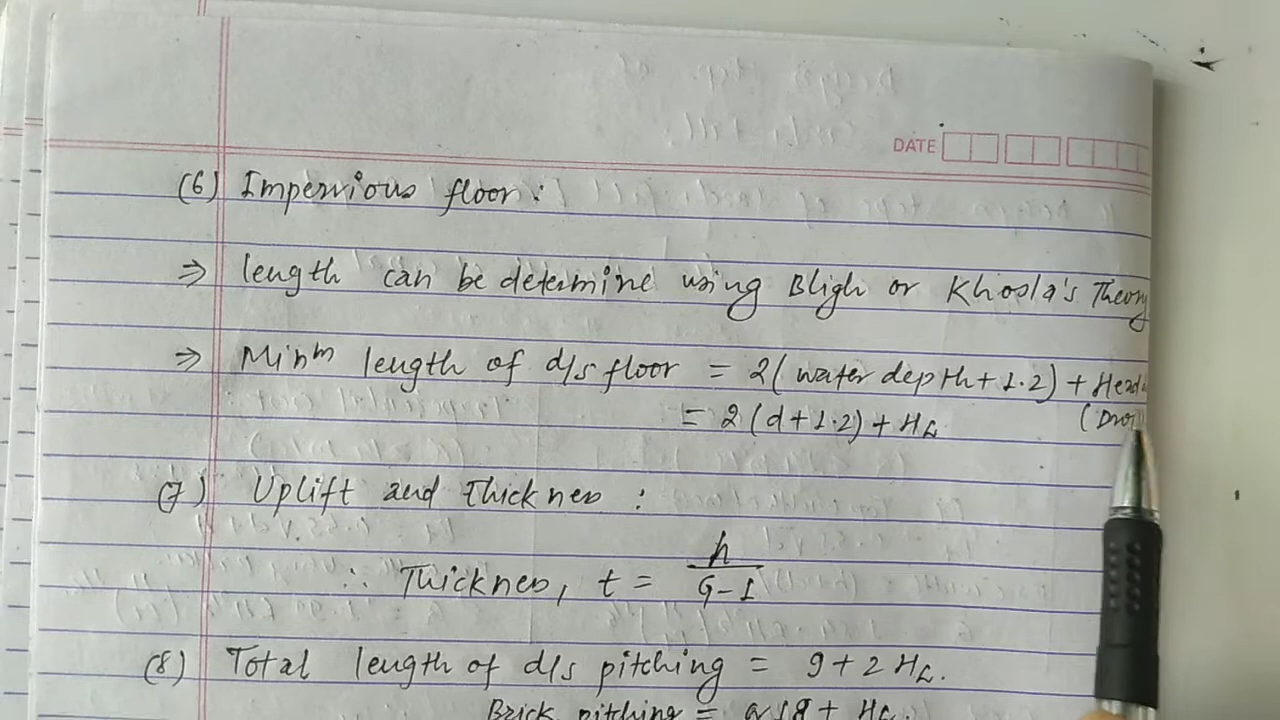 DATE
(6) Impervious floor :
⇒ length can be determine using Bligh or Khosla's Theory
⇒ Minᵐ length of d/s floor = 2(water depth + 1.2) + Head
= 2(d + 1.2) + HL
(7) Uplift and Thickness :
∴ Thickness, t = h / G-1
(8) Total length of d/s pitching = 9 + 2 HL.
Brick pitching =